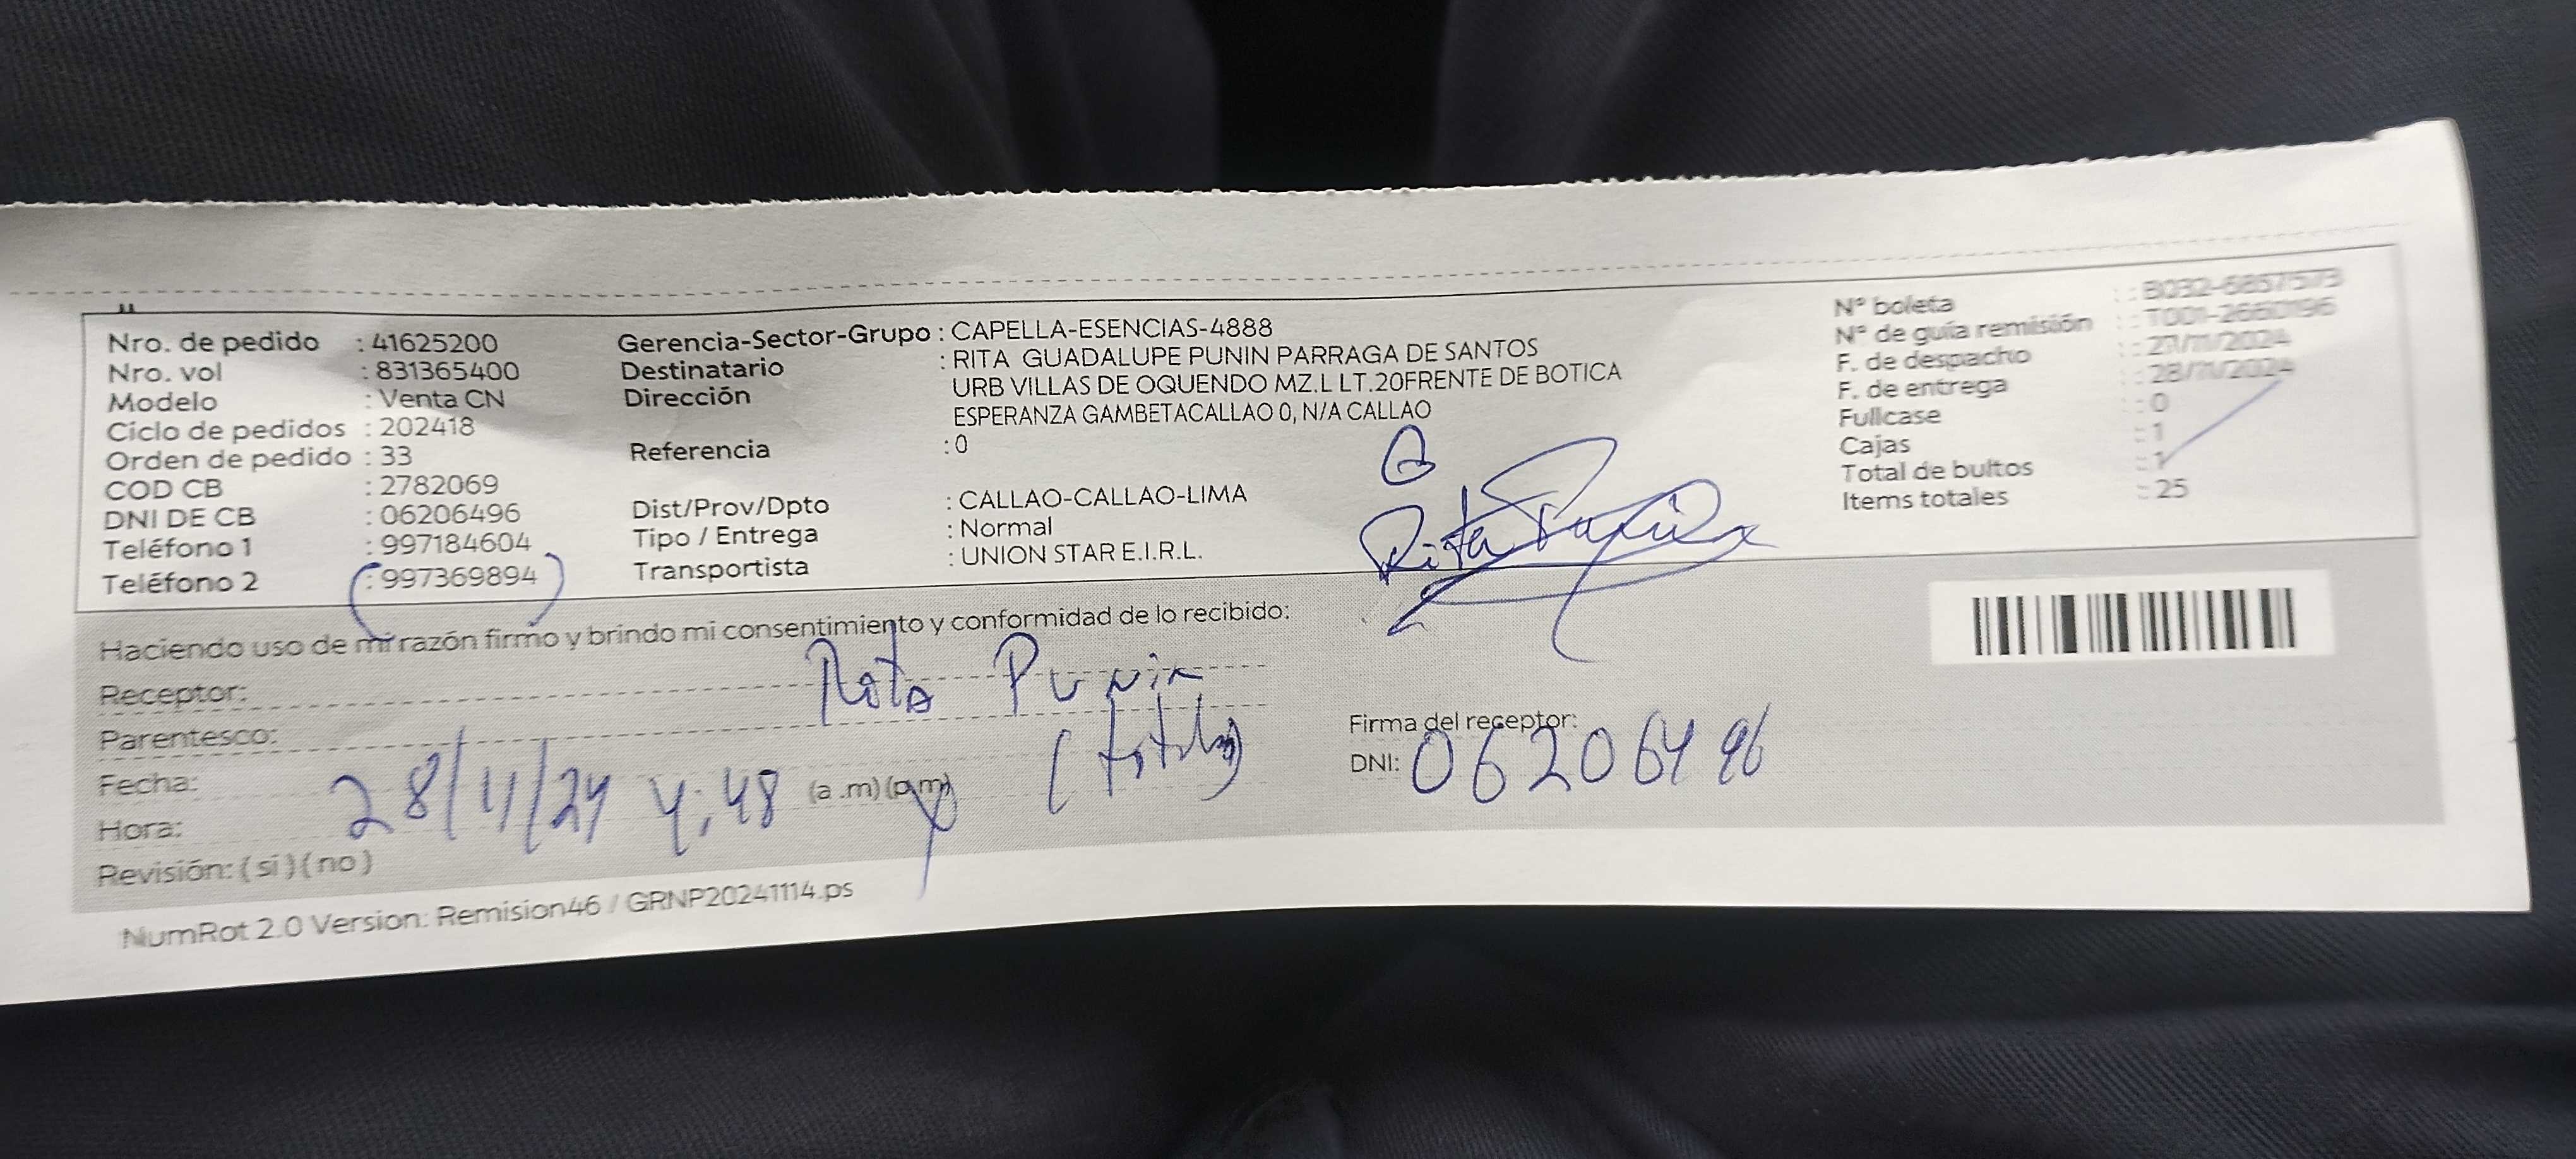 Nro. de pedido : 41625200
Nro. vol : 831365400
Modelo : Venta CN
Ciclo de pedidos : 202418
Orden de pedido : 33
COD CB : 2782069
DNI DE CB : 06206496
Teléfono 1 : 997184604
Teléfono 2 : 997369894
Gerencia-Sector-Grupo : CAPELLA-ESENCIAS-4888
Destinatario : RITA GUADALUPE PUNIN PARRAGA DE SANTOS
Dirección URB VILLAS DE OQUENDO MZ.L LT.20FRENTE DE BOTICA
ESPERANZA GAMBETACALLAO 0, N/A CALLAO
Referencia : 0
Dist/Prov/Dpto : CALLAO-CALLAO-LIMA
Tipo / Entrega : Normal
Transportista : UNION STAR E.I.R.L.
N° boleta : B032-6857573
N° de guía remisión : T001-26601196
F. de despacho : 27/11/2024
F. de entrega : 28/11/2024
Fullcase : 0
Cajas : 1
Total de bultos : 1
Items totales : 25
Rita Punin
Haciendo uso de mi razón firmo y brindo mi consentimiento y conformidad de lo recibido:
Receptor: Rita Punin
Parentesco:
Fecha: 28/11/24 4:48 (a .m) (p.m)
Hora:
Revisión: ( si ) ( no )
Firma del receptor:
DNI: 06206496
NumRot 2.0 Version: Remision46 / GRNP20241114.ps